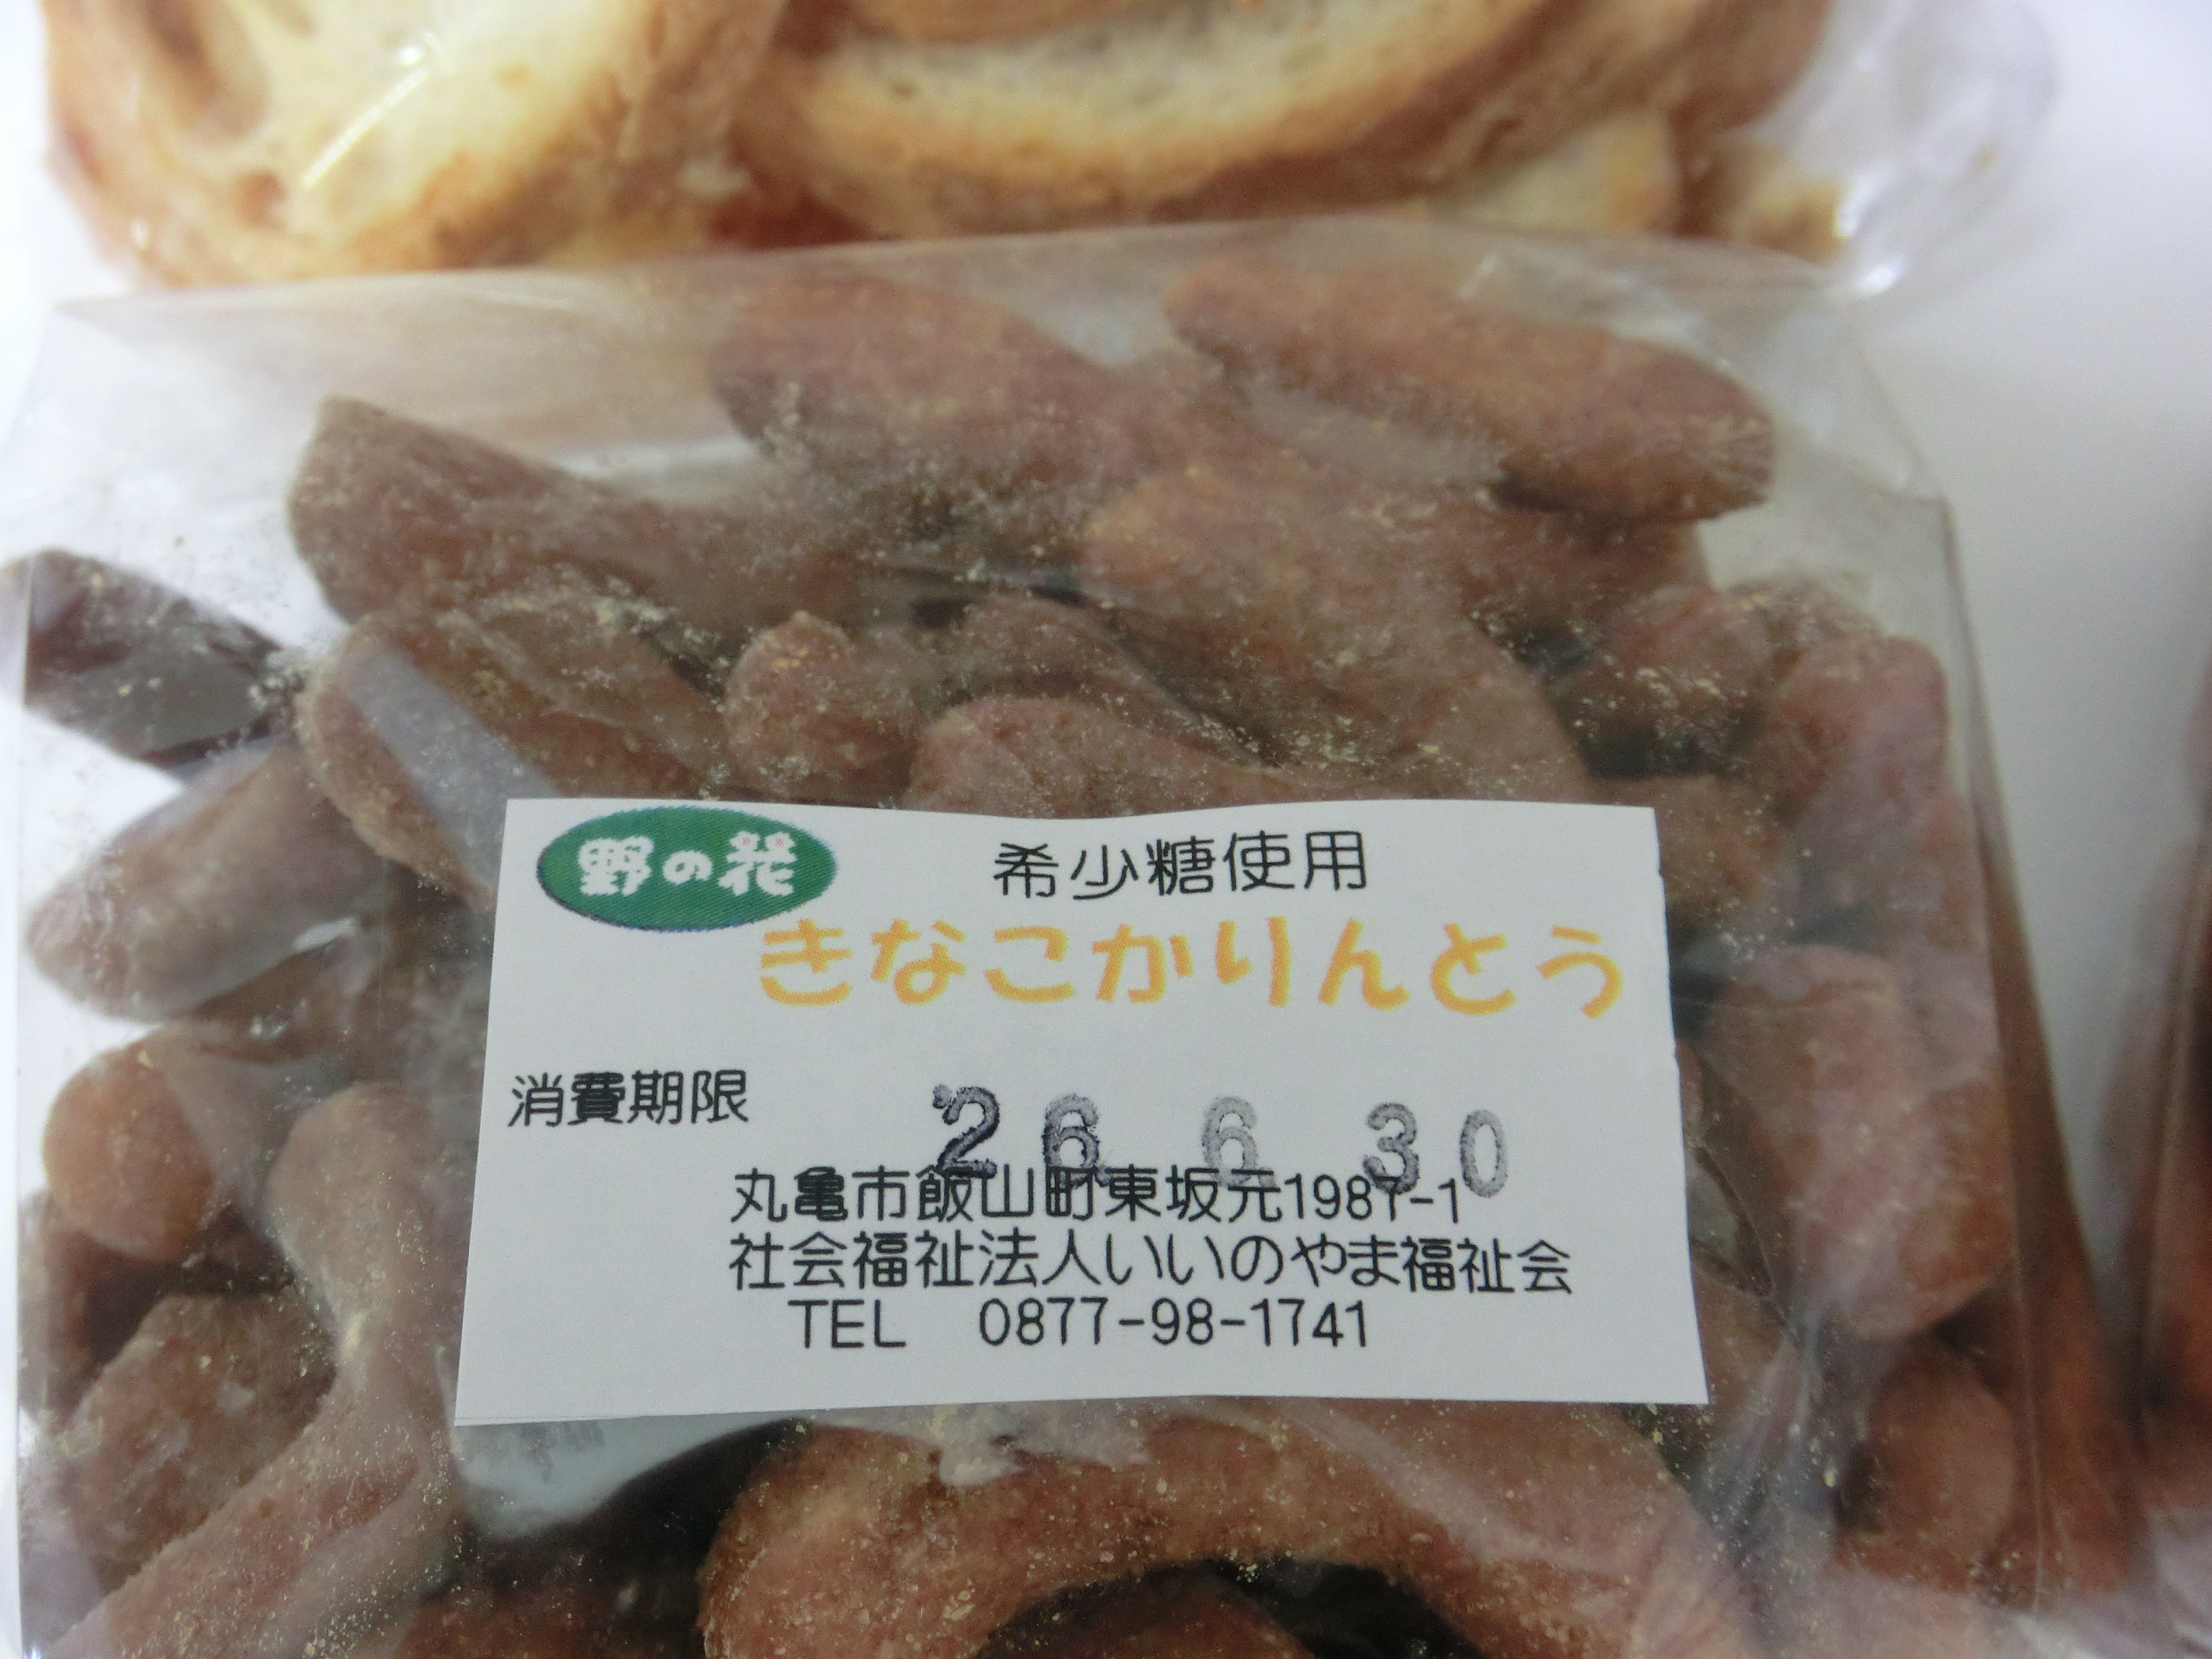 野の花
希少糖使用
きなこかりんとう
消費期限 26 6 30
丸亀市飯山町東坂元1987-1
社会福祉法人いいのやま福祉会
TEL 0877-98-1741